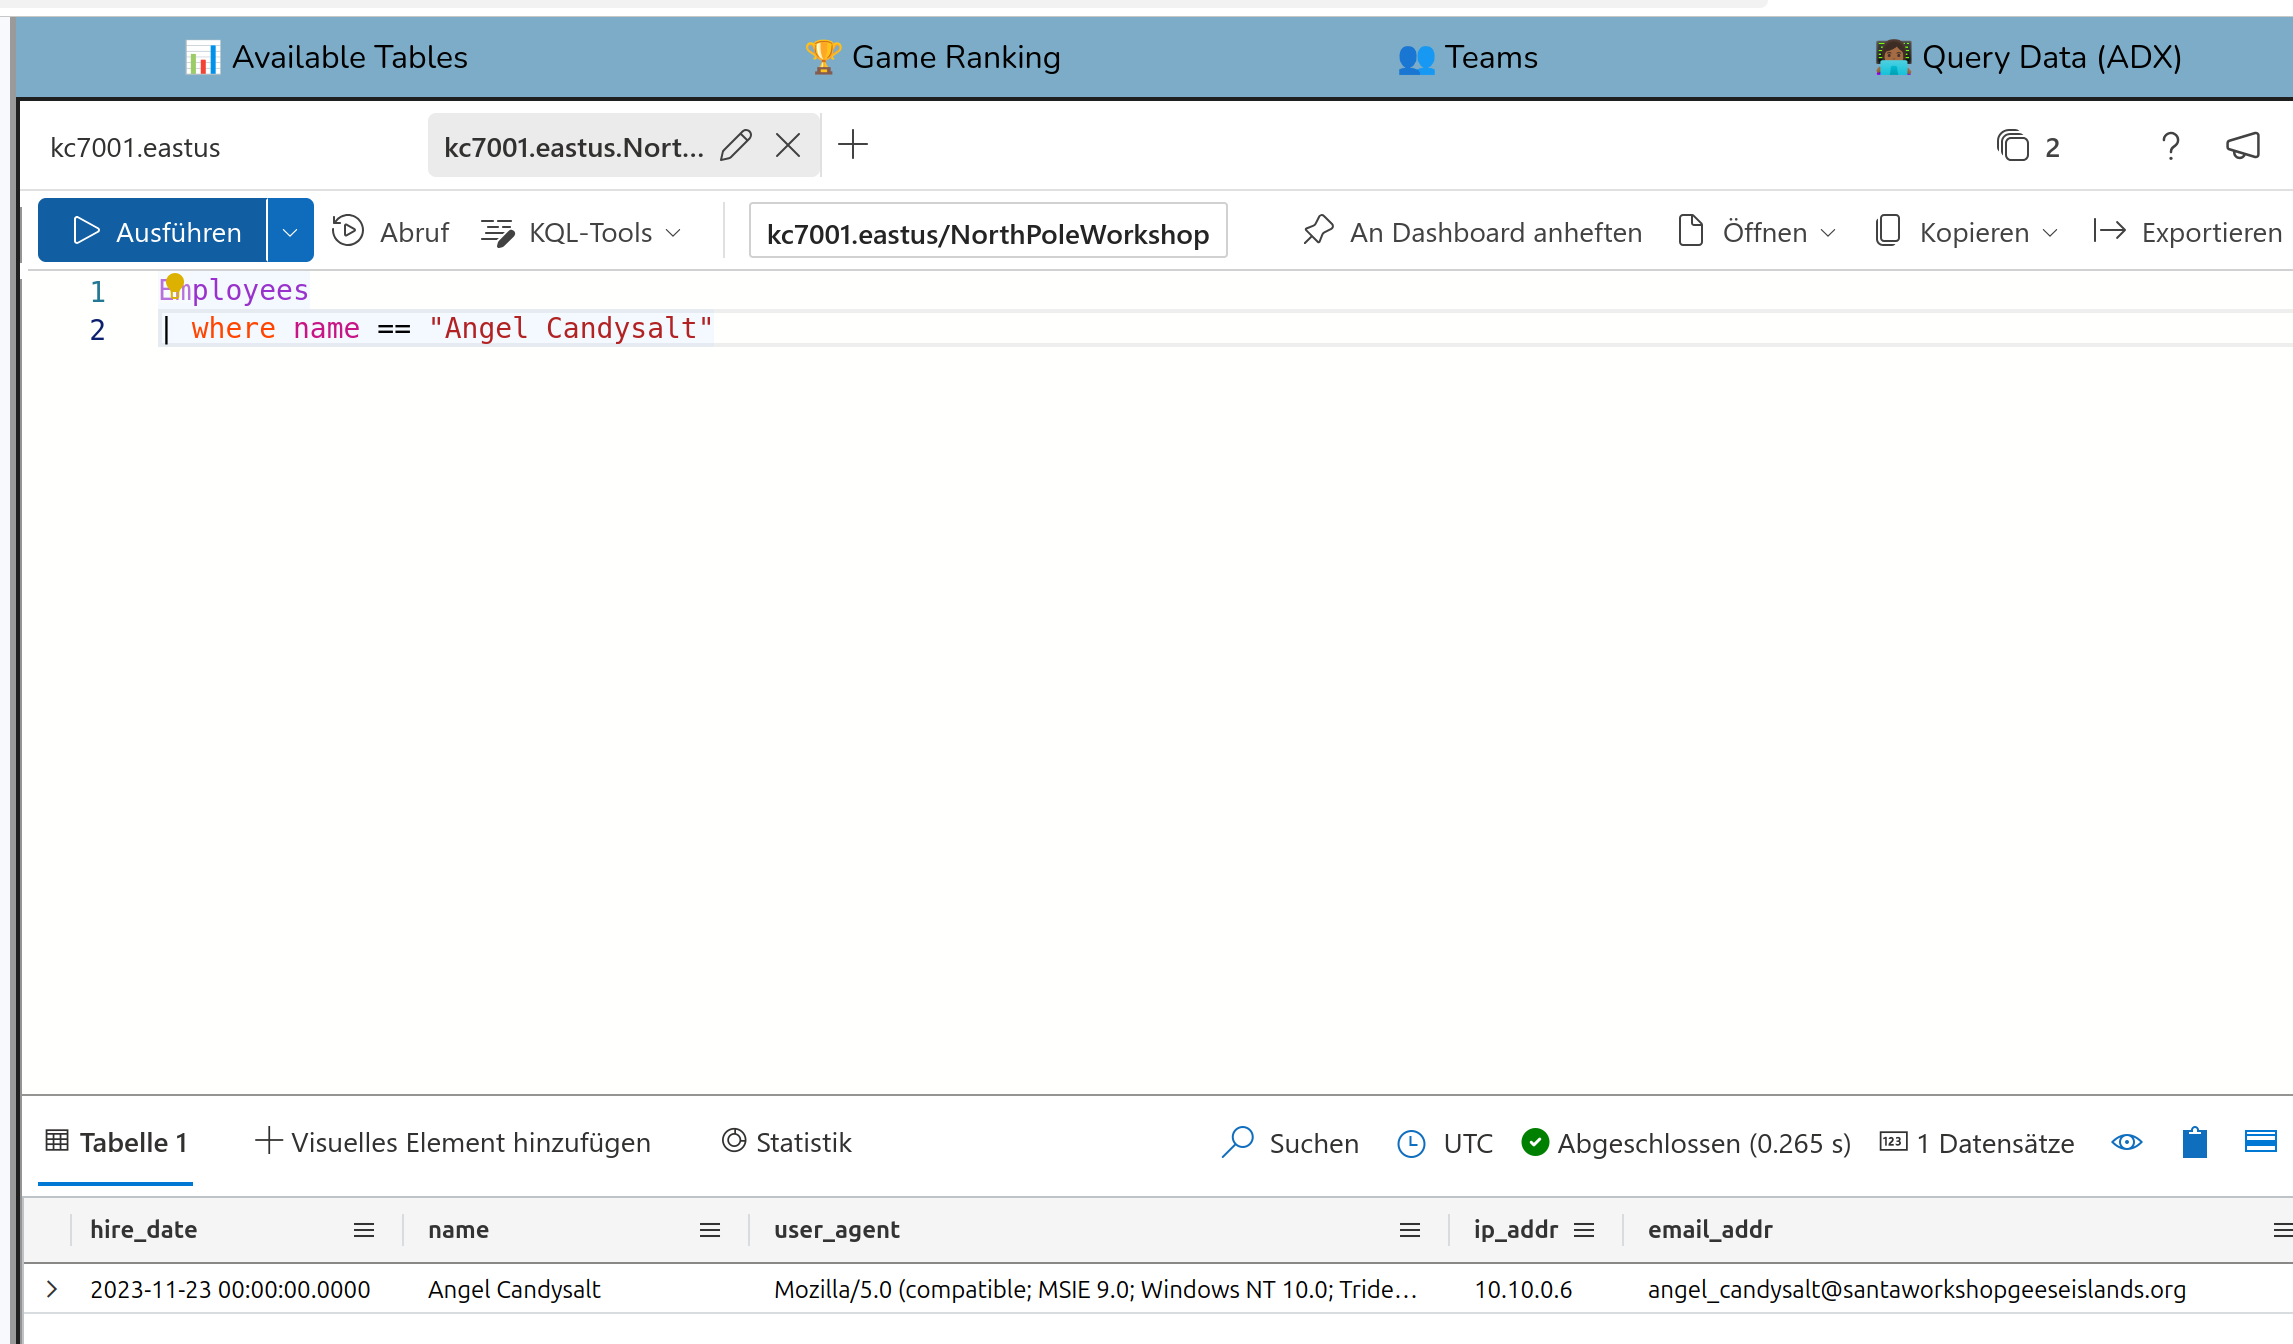 📊 Available Tables 🏆 Game Ranking 👥 Teams 👩🏾‍💻 Query Data (ADX)
kc7001.eastus kc7001.eastus.Nort... 2 ?
Ausführen Abruf KQL-Tools kc7001.eastus/NorthPoleWorkshop An Dashboard anheften Öffnen Kopieren Exportieren
1 Employees
2 | where name == "Angel Candysalt"
Tabelle 1 Visuelles Element hinzufügen Statistik Suchen UTC Abgeschlossen (0.265 s) 123 1 Datensätze
hire_date name user_agent ip_addr email_addr
2023-11-23 00:00:00.0000 Angel Candysalt Mozilla/5.0 (compatible; MSIE 9.0; Windows NT 10.0; Tride... 10.10.0.6 angel_candysalt@santaworkshopgeeseislands.org